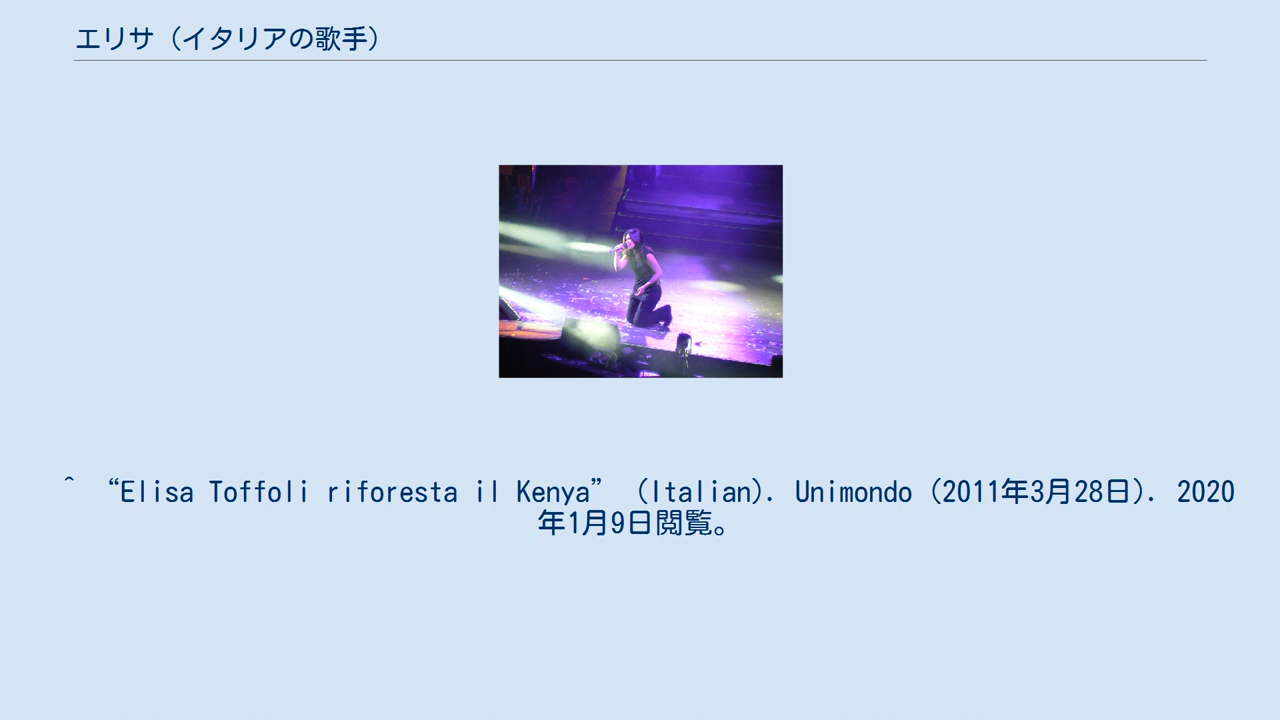 エリサ（イタリアの歌手）
^ “Elisa Toffoli riforesta il Kenya” (Italian). Unimondo (2011年3月28日). 2020
年1月9日閲覧。